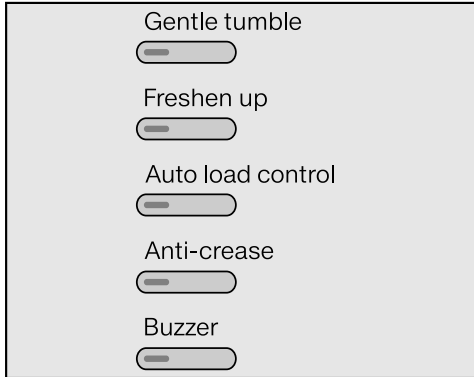 Gentle tumble
Freshen up
Auto load control
Anti-crease
Buzzer